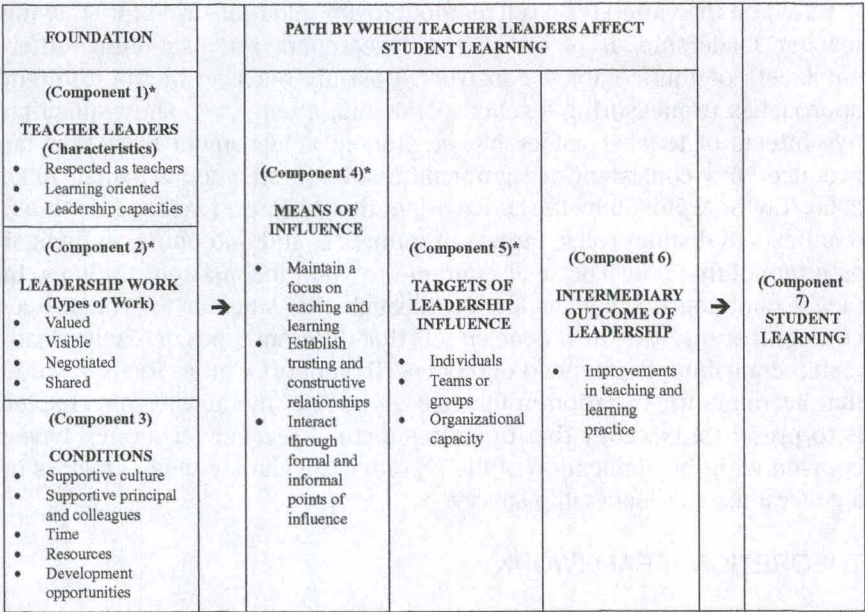 FOUNDATION
PATH BY WHICH TEACHER LEADERS AFFECT
STUDENT LEARNING
(Component 1)*
TEACHER LEADERS
(Characteristics)
• Respected teachers
• Learning oriented
• Leadership capacities
(Component 2)*
LEADERSHIP WORK
(Types of Work)
• Valued
• Visible
• Negotiated
• Shared
(Component 3)
CONDITIONS
• Supportive culture
• Supportive principal
and colleagues
• Time
• Resources
• Development
opportunities
→
(Component 4)*
MEANS OF
INFLUENCE
• Maintain a
focus on
teaching and
learning
• Establish
trusting and
constructive
relationships
• Interact
through
formal and
informal
points of
influence
(Component 5)*
TARGETS OF
LEADERSHIP
INFLUENCE
• Individuals
• Teams or
groups
• Organizational
capacity
(Component 6)
INTERMEDIARY
OUTCOME OF
LEADERSHIP
• Improvements
in teaching and
learning
practice
→
(Component
7)
STUDENT
LEARNING